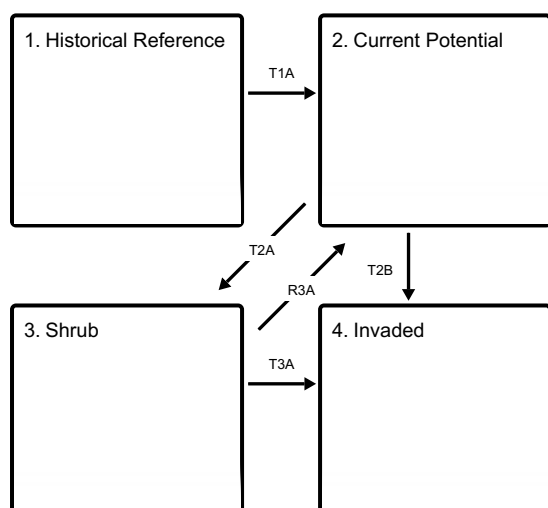 1. Historical Reference
2. Current Potential
T1A
T2A
R3A
T2B
3. Shrub
4. Invaded
T3A